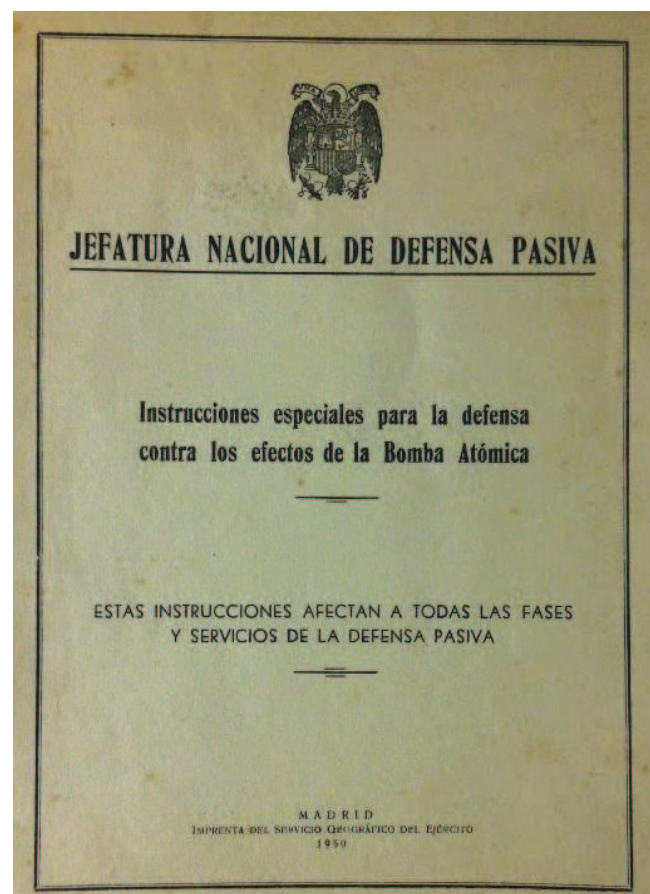 JEFATURA NACIONAL DE DEFENSA PASIVA
Instrucciones especiales para la defensa
contra los efectos de la Bomba Atómica
ESTAS INSTRUCCIONES AFECTAN A TODAS LAS FASES
Y SERVICIOS DE LA DEFENSA PASIVA
MADRID
IMPRENTA DEL SERVICIO GEOGRÁFICO DEL EJÉRCITO
1950